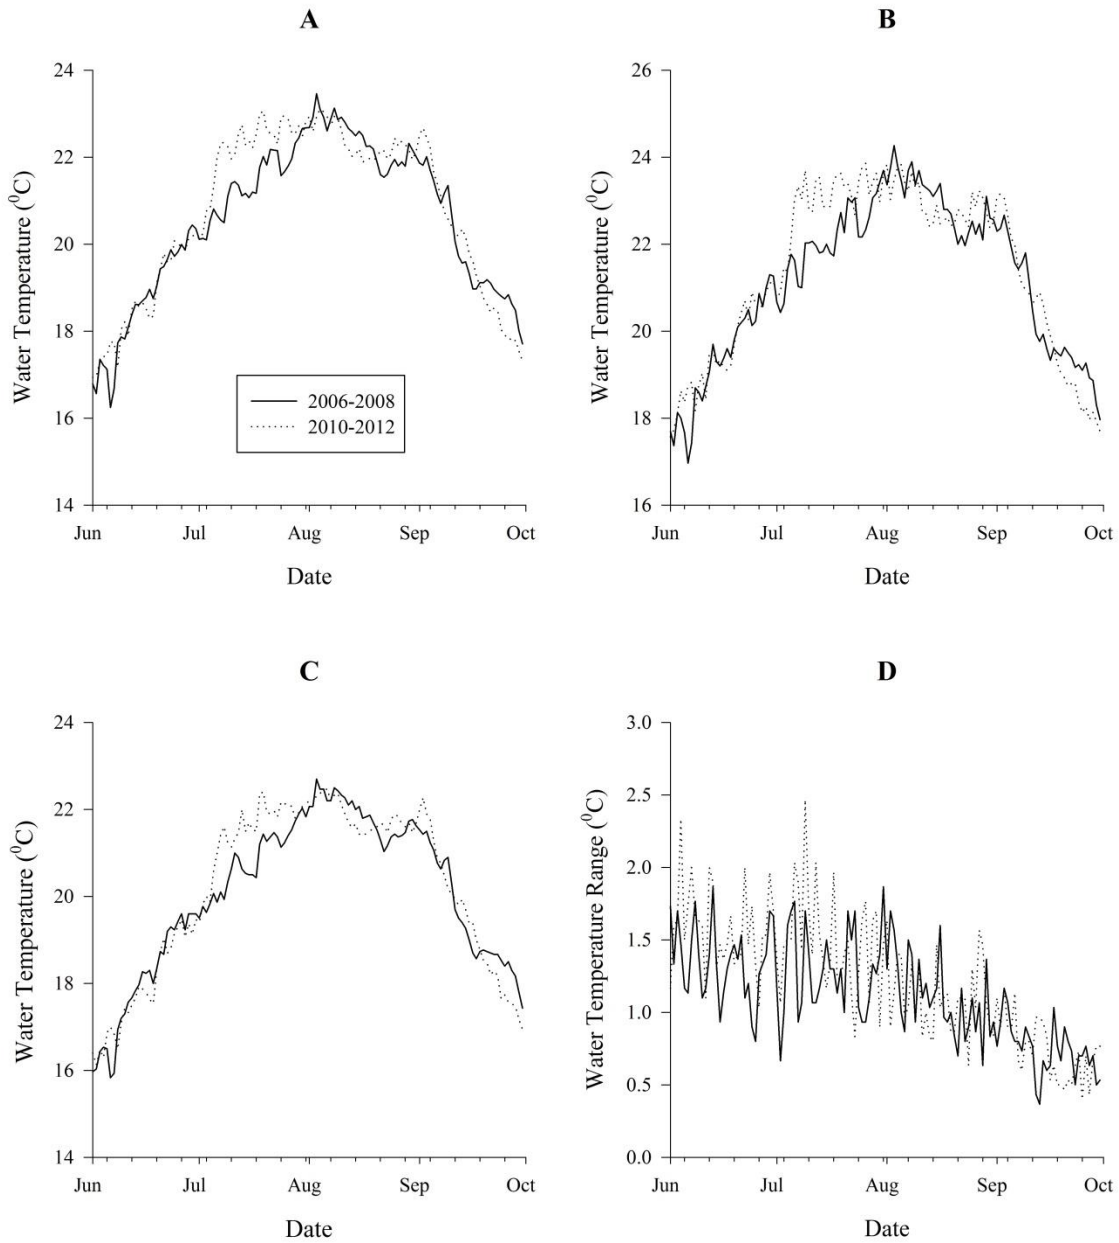 A
Water Temperature (⁰C)
24
22
20
18
16
14
Jun
Jul
Aug
Sep
Oct
Date
2006-2008
2010-2012
B
Water Temperature (⁰C)
26
24
22
20
18
16
Jun
Jul
Aug
Sep
Oct
Date
C
Water Temperature (⁰C)
24
22
20
18
16
14
Jun
Jul
Aug
Sep
Oct
Date
D
Water Temperature Range (⁰C)
3.0
2.5
2.0
1.5
1.0
0.5
0.0
Jun
Jul
Aug
Sep
Oct
Date